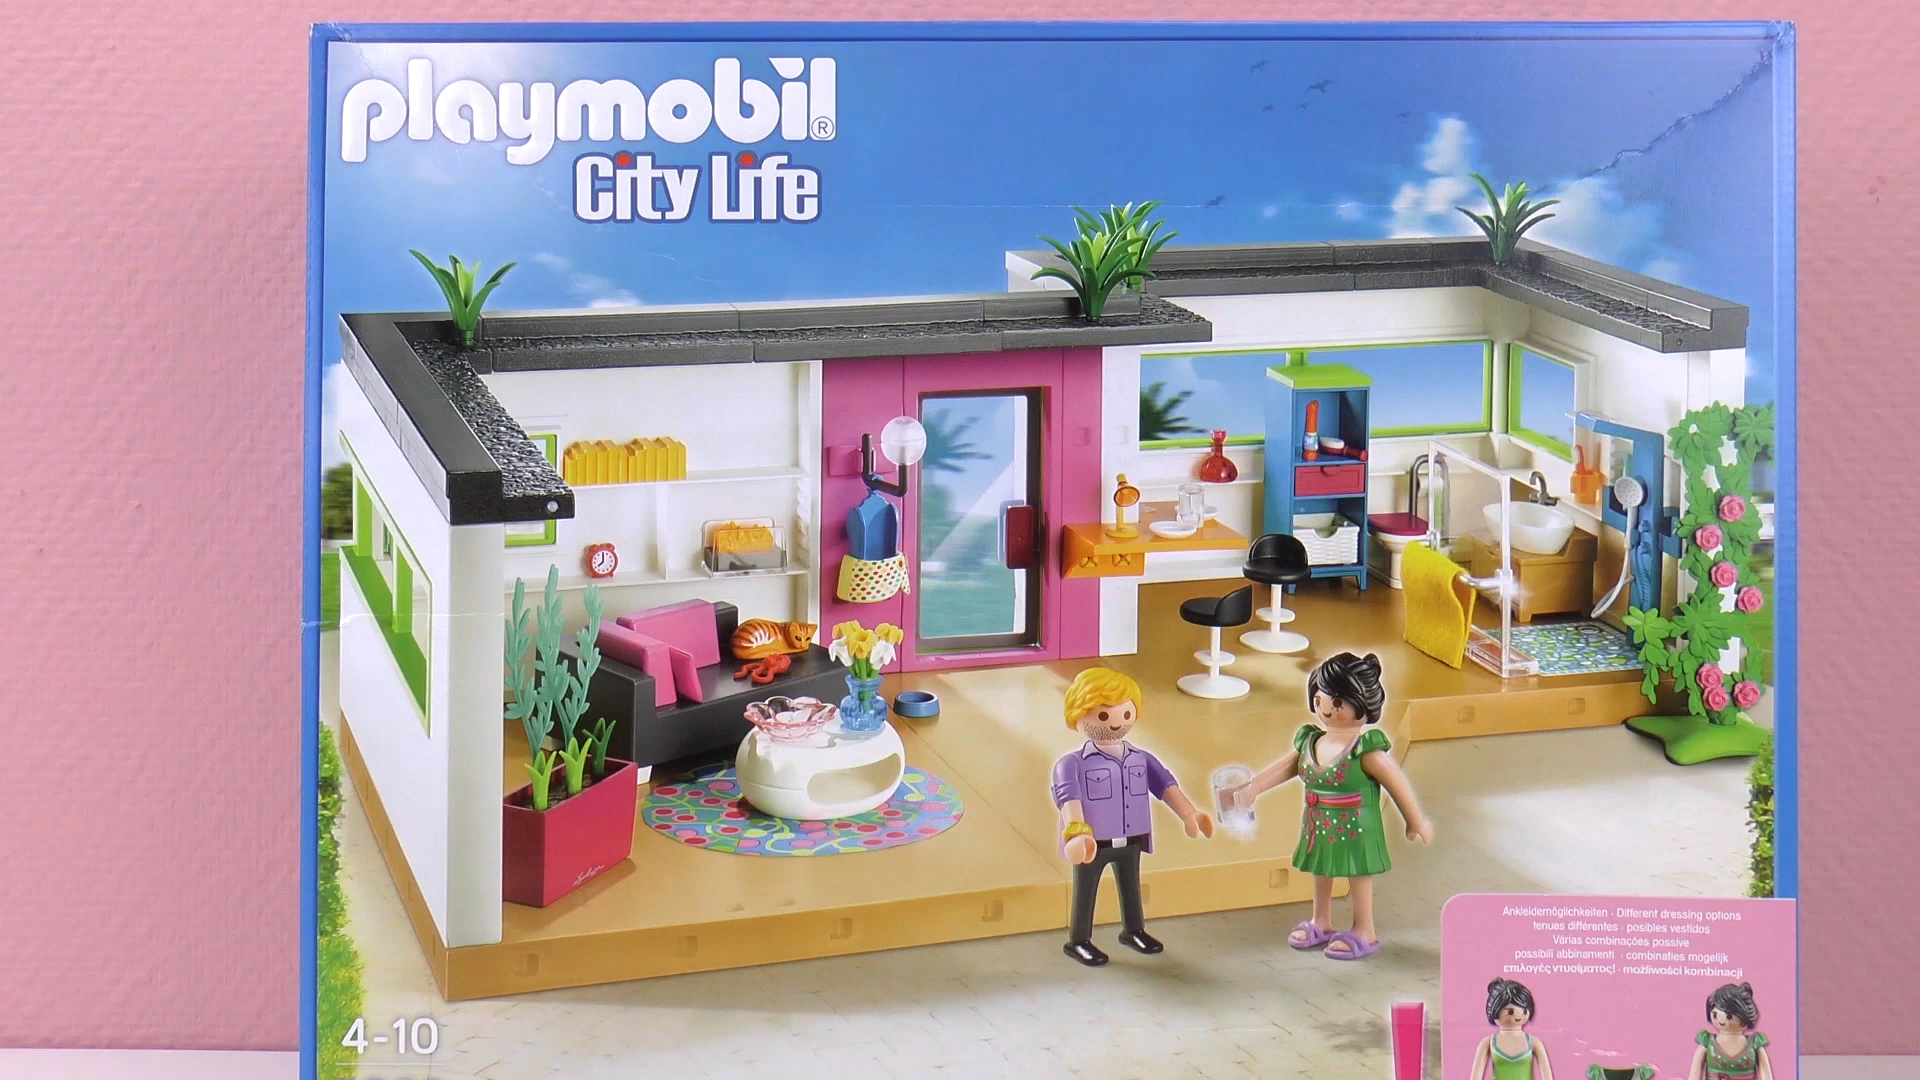 playmobil®
City Life
Ankleidemöglichkeiten · Different dressing options
tenues différentes · posibles vestidos
Várias combinações possíve
possibili abbinamenti · combinaties mogelijk
επιλογές ντυσίματος! · możliwości kombinacji
4-10